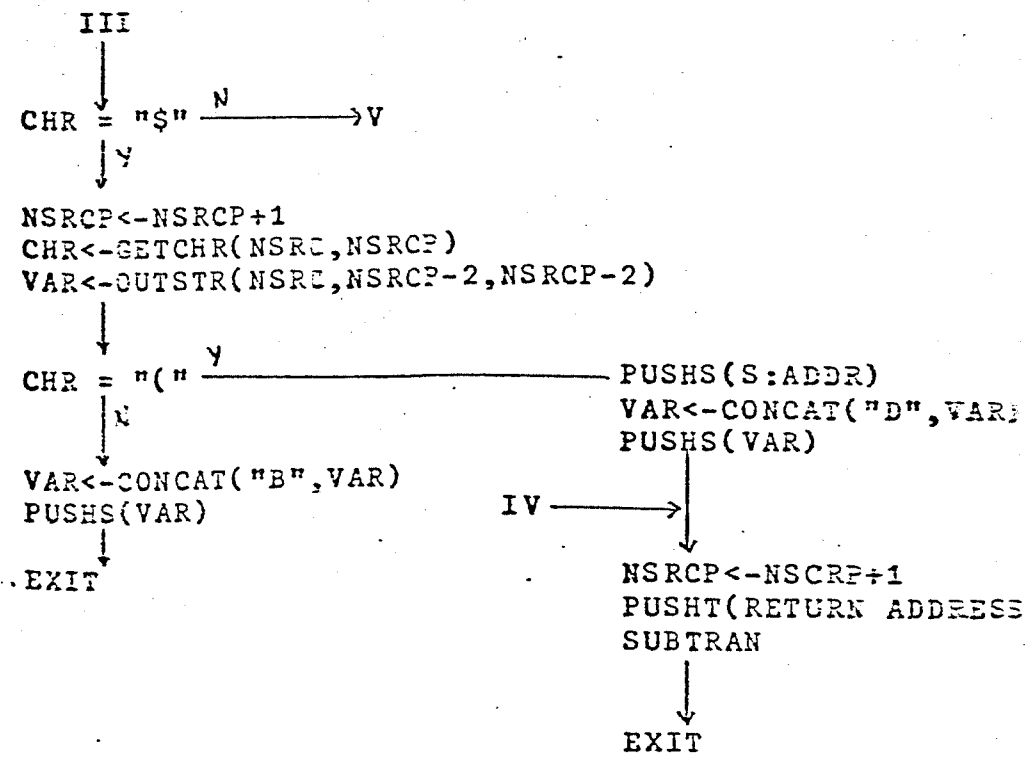 III
CHR = "$" N V
Y
NSRCP<-NSRCP+1
CHR<-GETCHR(NSRC,NSRCP)
VAR<-OUTSTR(NSRC,NSRCP-2,NSRCP-2)
CHR = "(" Y
N
VAR<-CONCAT("B",VAR)
PUSHS(VAR)
EXIT
PUSHS(S:ADDR)
VAR<-CONCAT("D",VAR)
PUSHS(VAR)
IV
NSRCP<-NSCRP+1
PUSHT(RETURN ADDRESS
SUBTRAN
EXIT